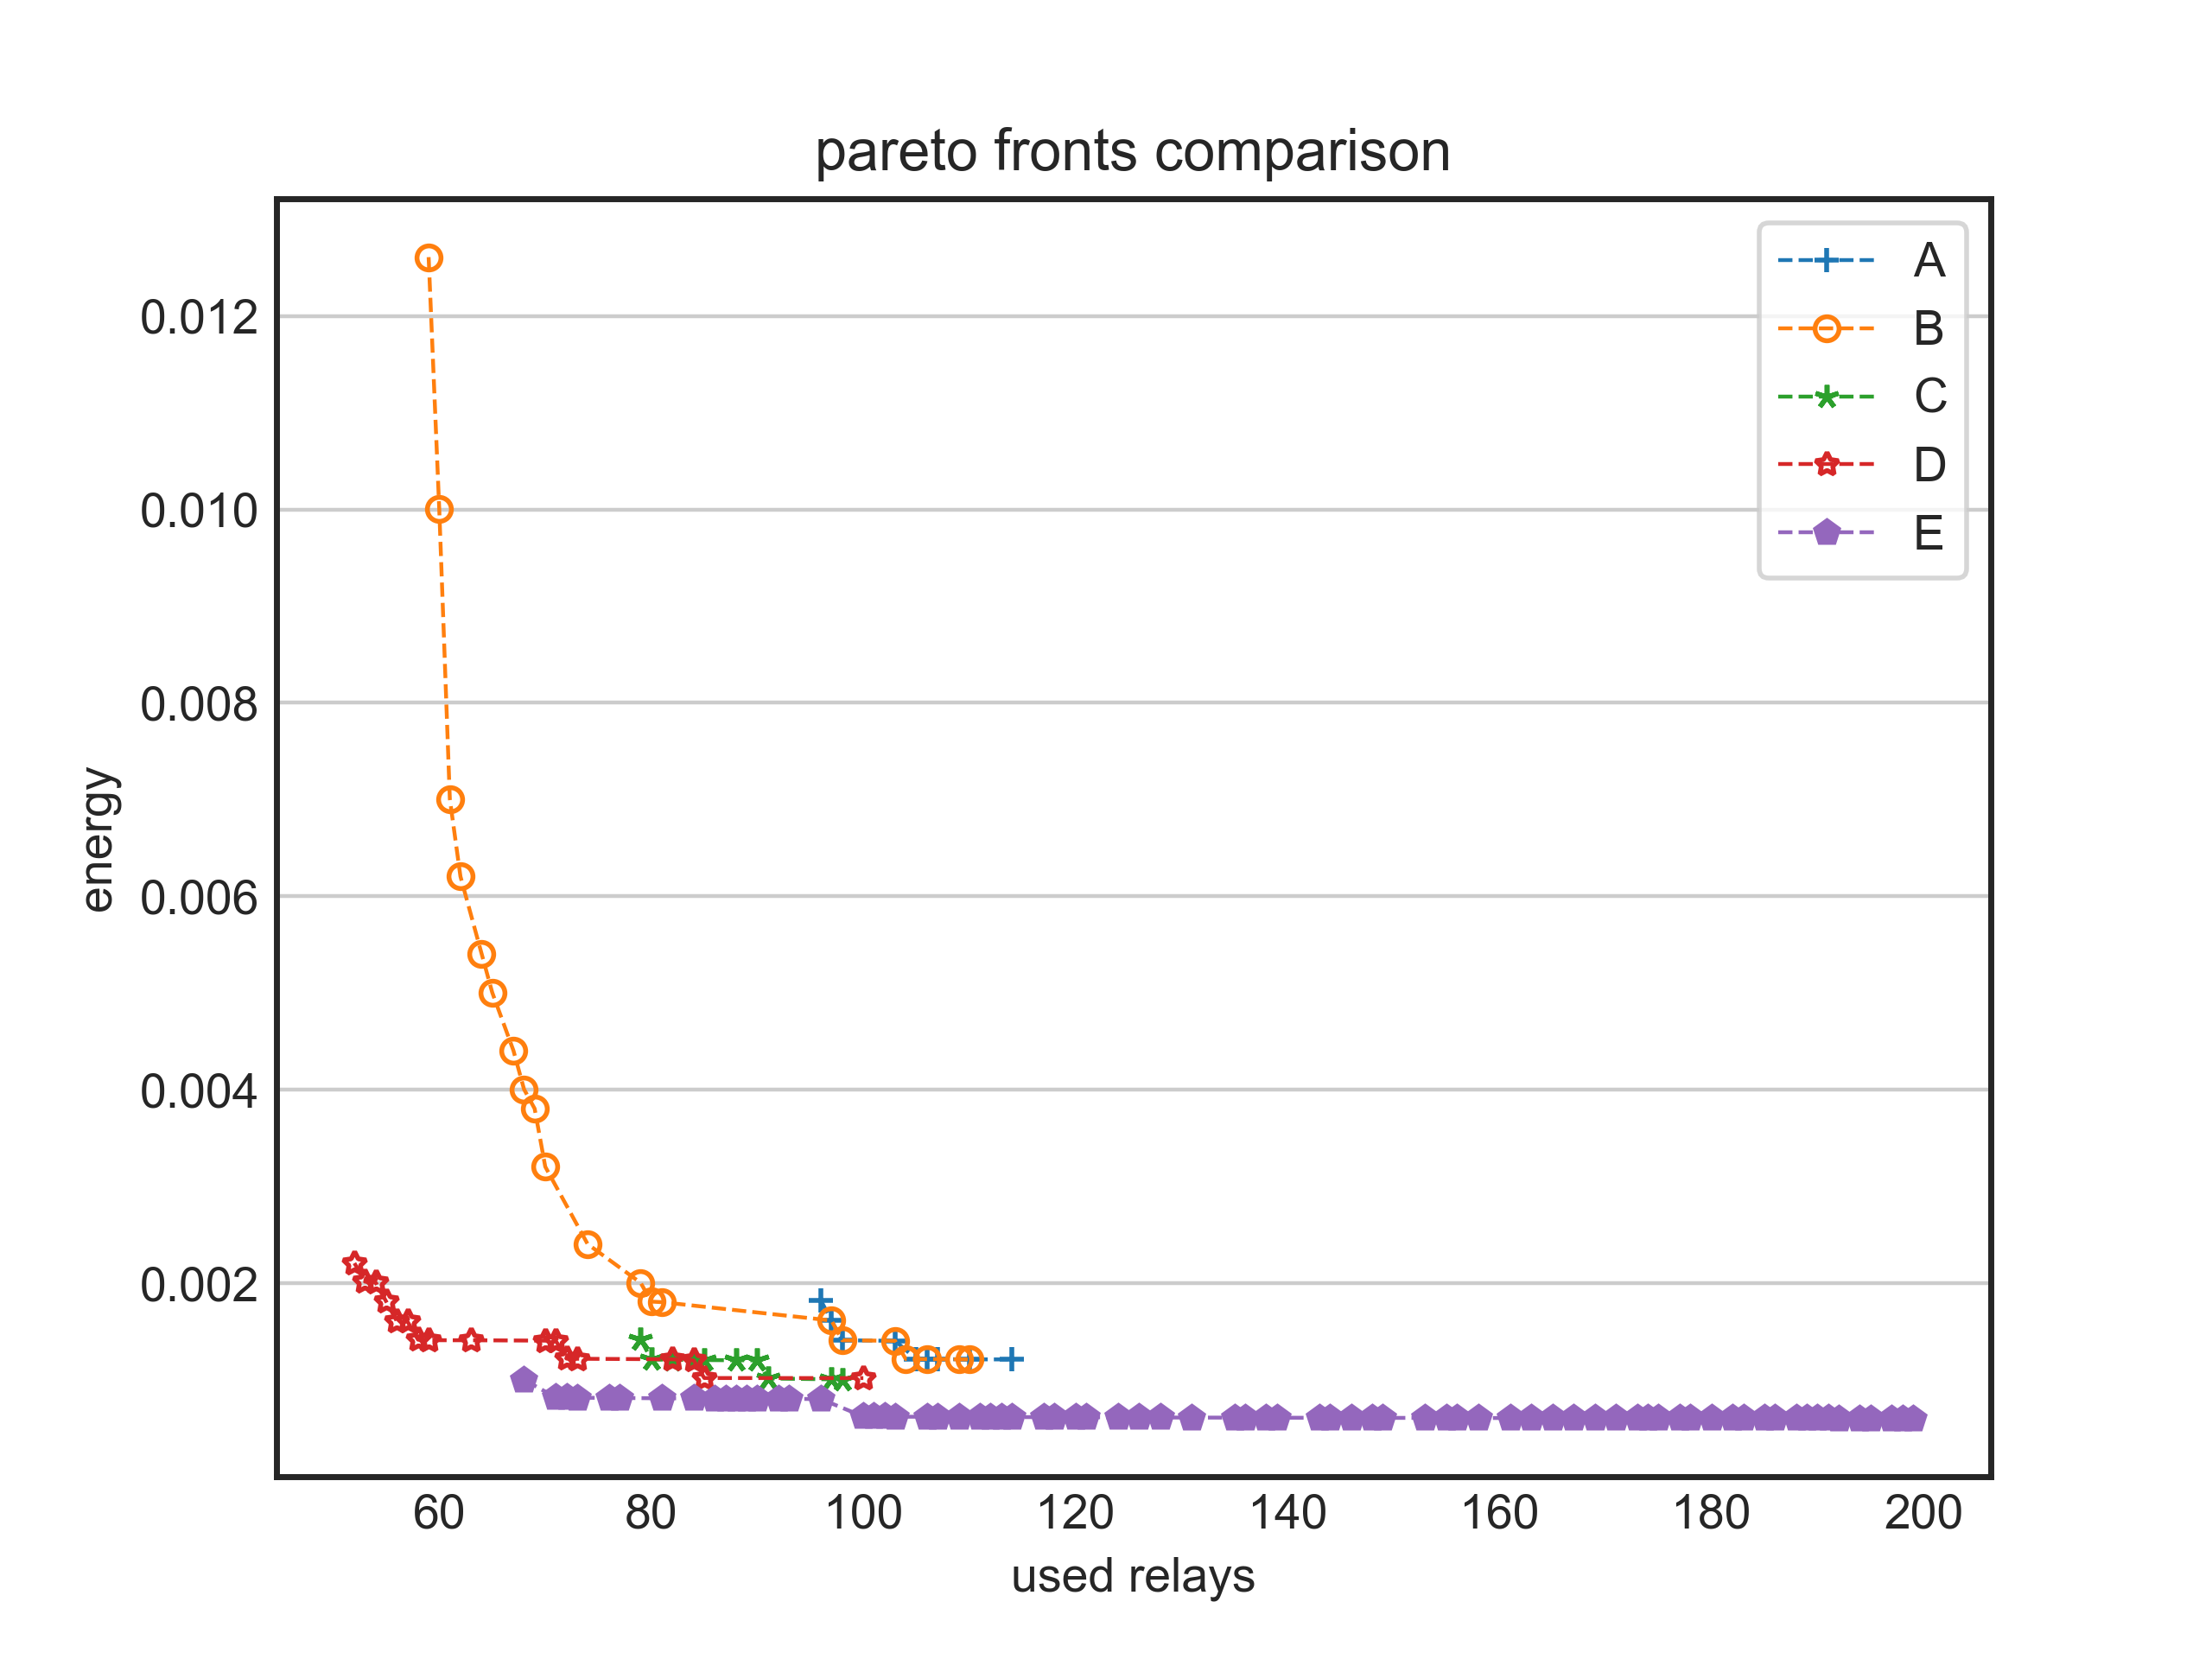 pareto fronts comparison
A
B
C
D
E
0.012
0.010
0.008
0.006
0.004
0.002
energy
60 80 100 120 140 160 180 200
used relays